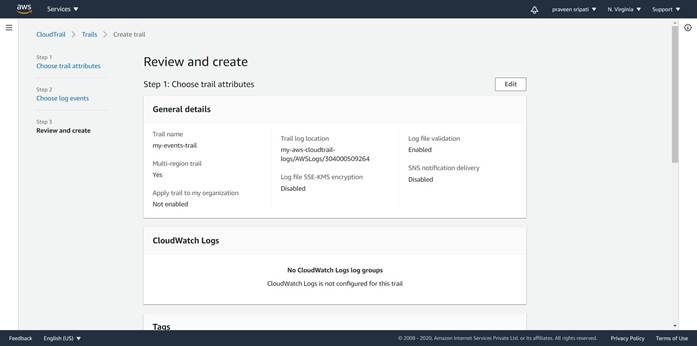 aws Services praveen sripati N. Virginia Support
CloudTrail Trails Create trail
Step 1
Choose trail attributes
Step 2
Choose log events
Step 3
Review and create
Review and create
Step 1: Choose trail attributes Edit
General details
Trail name
my-events-trail
Multi-region trail
Yes
Apply trail to my organization
Not enabled
Trail log location
my-aws-cloudtrail-
logs/AWSLogs/304000509264
Log file SSE-KMS encryption
Disabled
Log file validation
Enabled
SNS notification delivery
Disabled
CloudWatch Logs
No CloudWatch Logs log groups
CloudWatch Logs is not configured for this trail
Tags
Feedback English (US) © 2008 - 2020, Amazon Internet Services Private Ltd. or its affiliates. All rights reserved. Privacy Policy Terms of Use